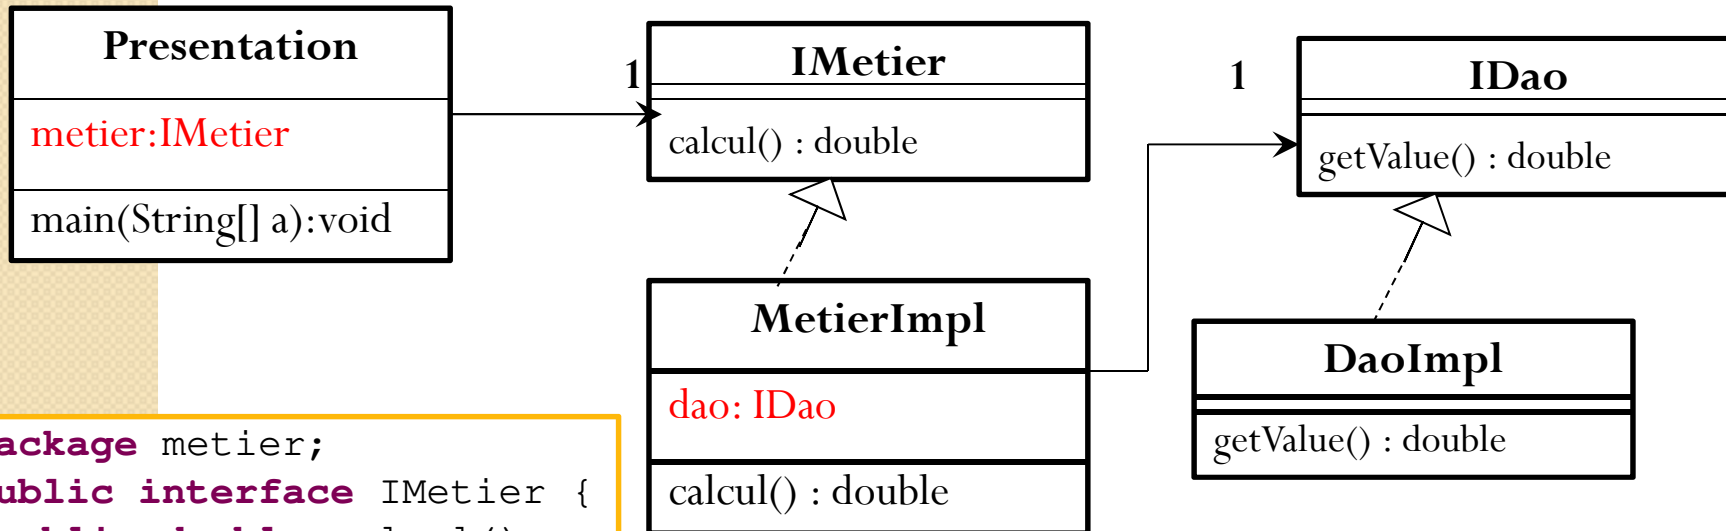 Presentation
metier:IMetier
main(String[] a):void
1
IMetier
calcul() : double
1
IDao
getValue() : double
MetierImpl
dao: IDao
calcul() : double
DaoImpl
getValue() : double
ackage metier;
ublic interface IMetier {